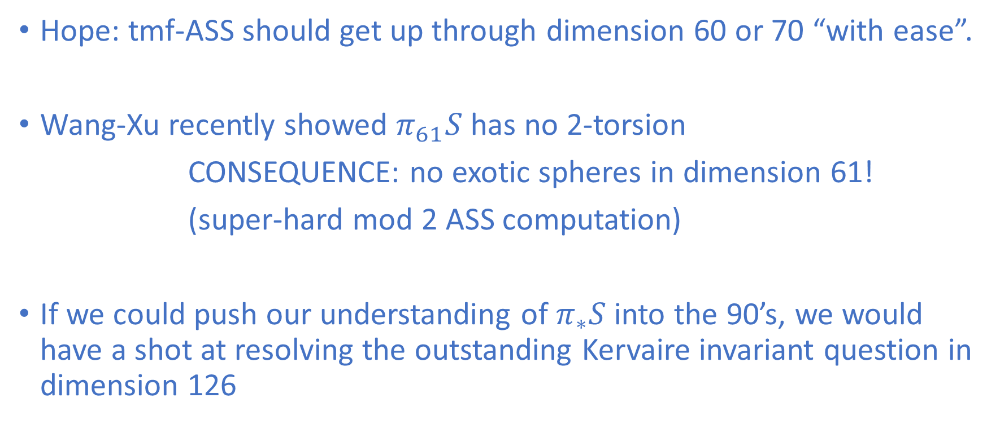 • Hope: tmf-ASS should get up through dimension 60 or 70 “with ease”.
• Wang-Xu recently showed π₆₁S has no 2-torsion
CONSEQUENCE: no exotic spheres in dimension 61!
(super-hard mod 2 ASS computation)
• If we could push our understanding of π_*S into the 90’s, we would
have a shot at resolving the outstanding Kervaire invariant question in
dimension 126